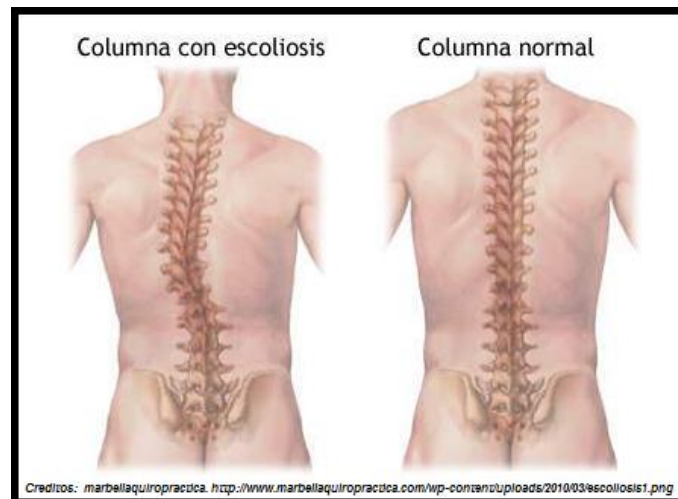 Columna con escoliosis
Columna normal
Creditos: marbellaquiropractica. http://www.marbellaquiropractica.com/wp-content/uploads/2010/03/escoliosis1.png